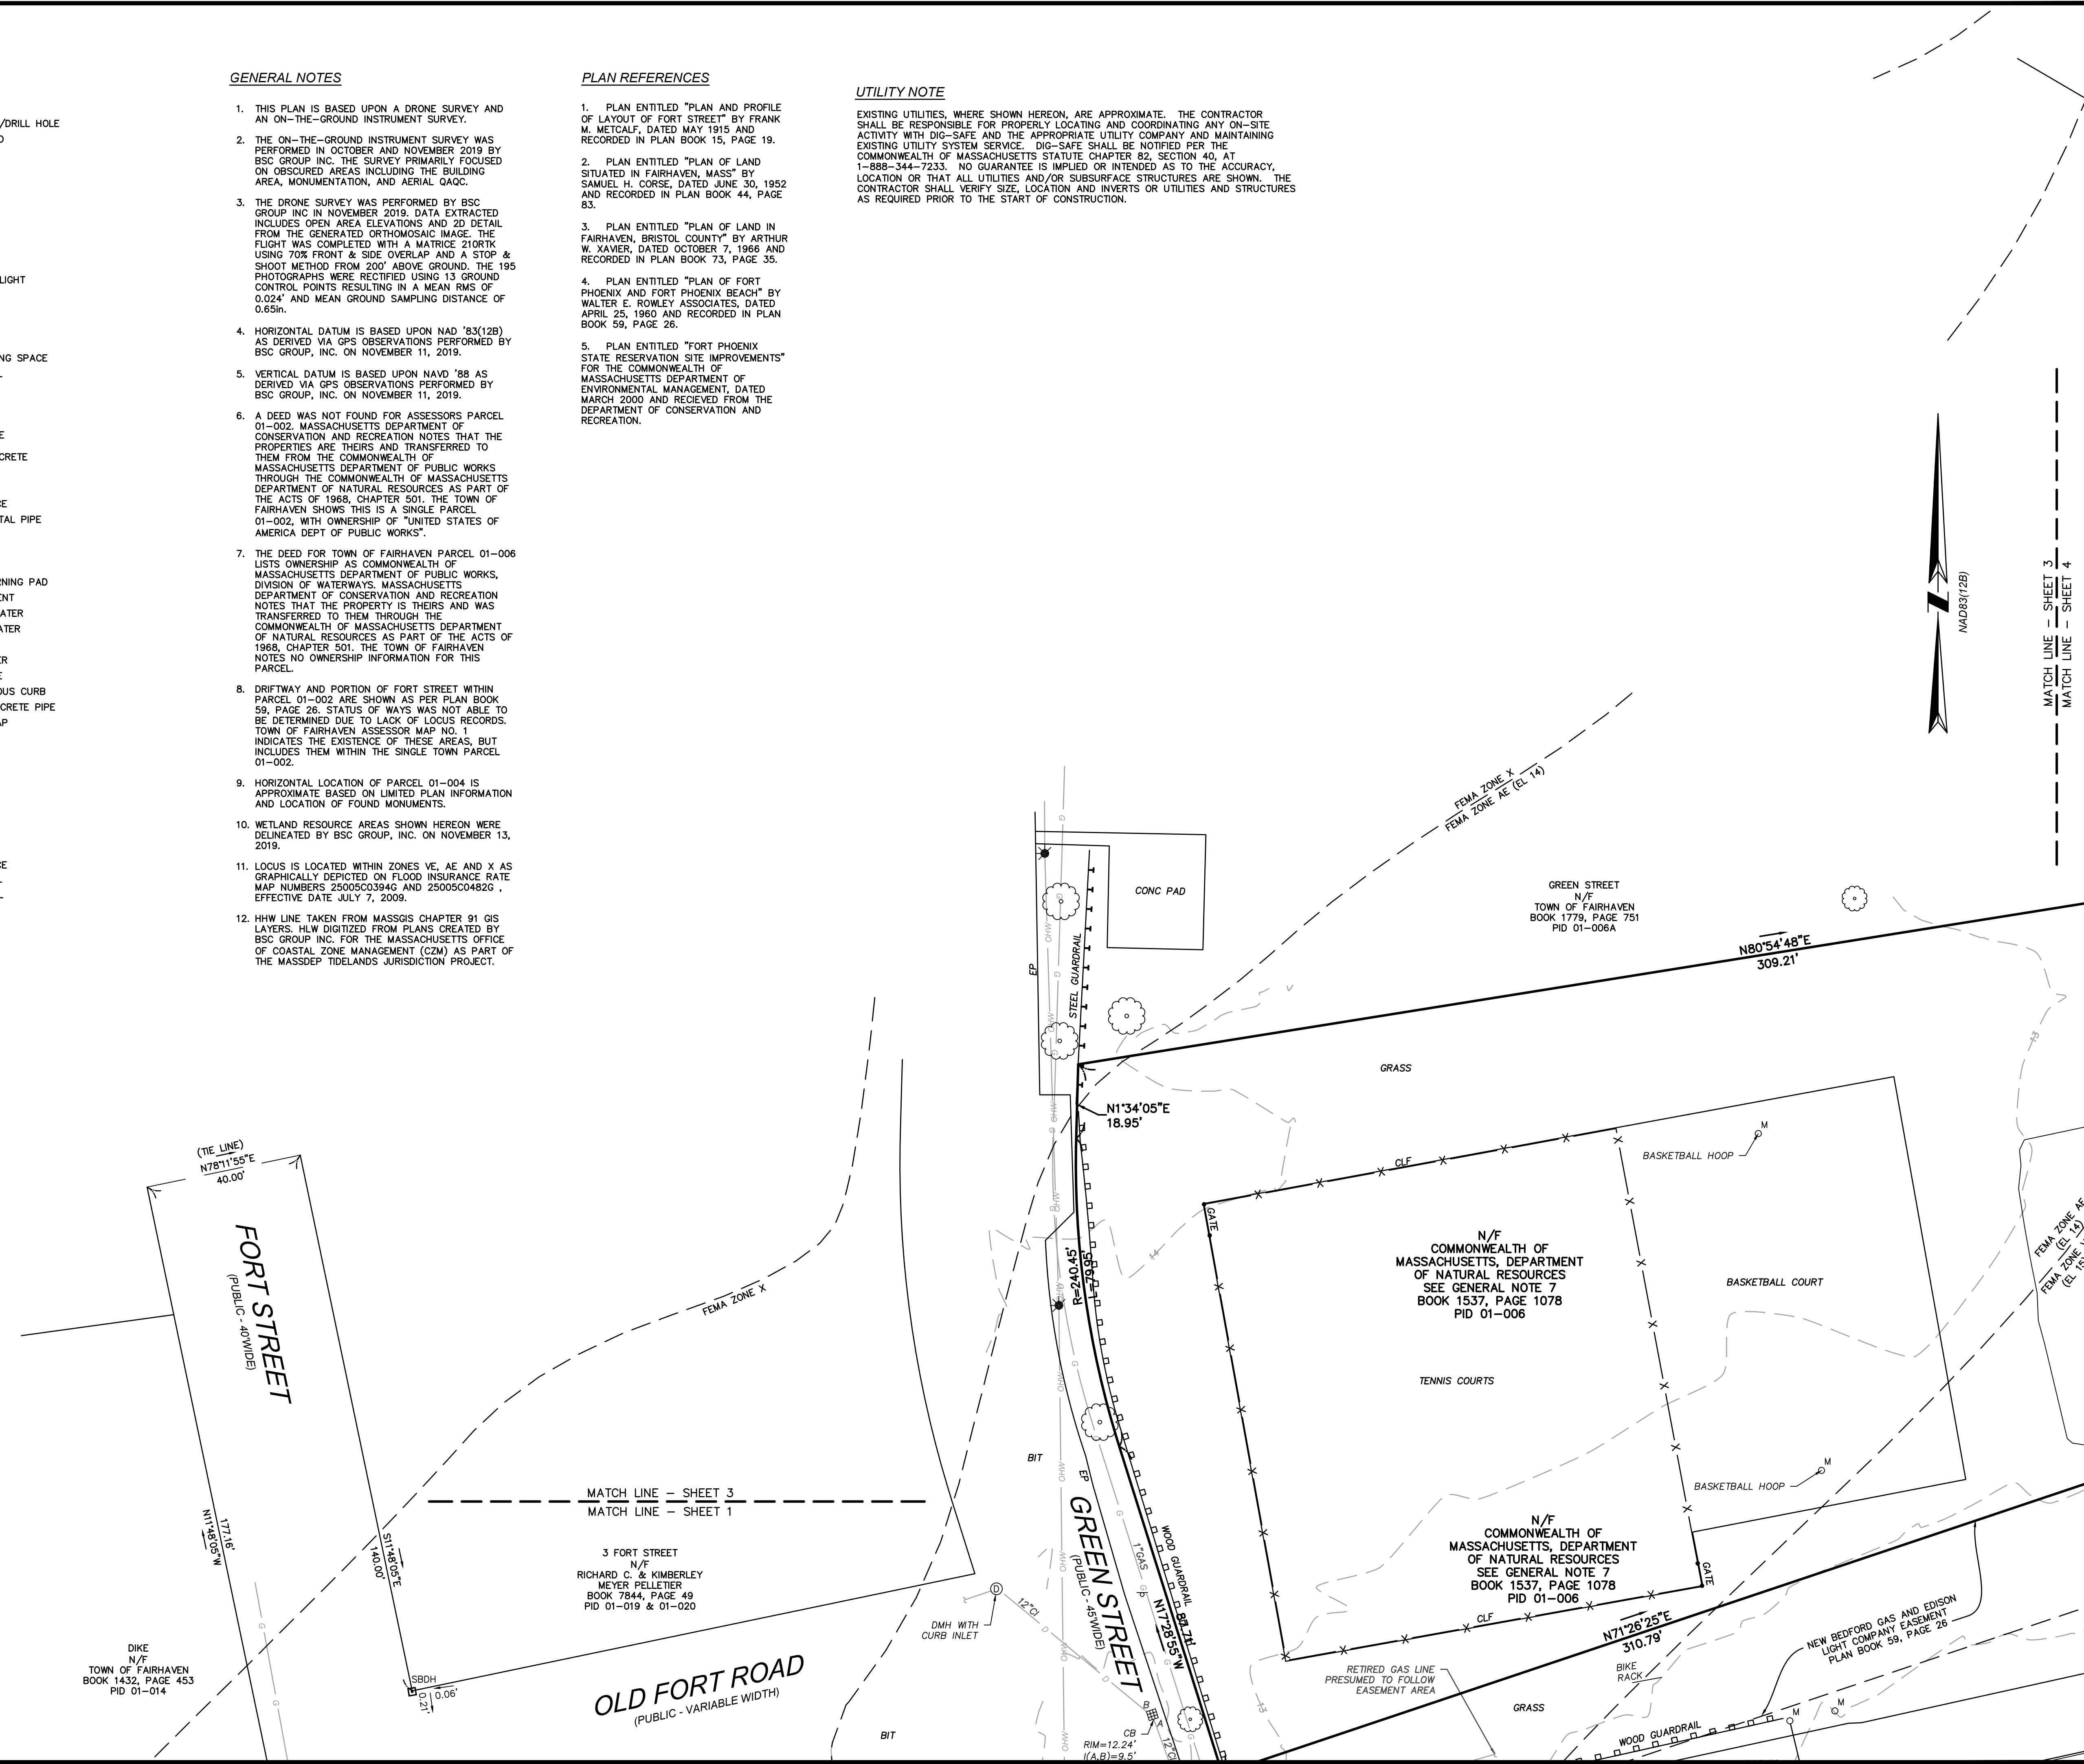 /DRILL HOLE
LIGHT
NG SPACE
E
CRETE
CE
TAL PIPE
RNING PAD
ENT
ATER
ATER
ER
E
OUS CURB
CRETE PIPE
AP
CE
GENERAL NOTES
1. THIS PLAN IS BASED UPON A DRONE SURVEY AND
AN ON-THE-GROUND INSTRUMENT SURVEY.
2. THE ON-THE-GROUND INSTRUMENT SURVEY WAS
PERFORMED IN OCTOBER AND NOVEMBER 2019 BY
BSC GROUP INC. THE SURVEY PRIMARILY FOCUSED
ON OBSCURED AREAS INCLUDING THE BUILDING
AREA, MONUMENTATION, AND AERIAL QAQC.
3. THE DRONE SURVEY WAS PERFORMED BY BSC
GROUP INC IN NOVEMBER 2019. DATA EXTRACTED
INCLUDES OPEN AREA ELEVATIONS AND 2D DETAIL
FROM THE GENERATED ORTHOMOSAIC IMAGE. THE
FLIGHT WAS COMPLETED WITH A MATRICE 210RTK
USING 70% FRONT & SIDE OVERLAP AND A STOP &
SHOOT METHOD FROM 200' ABOVE GROUND. THE 195
PHOTOGRAPHS WERE RECTIFIED USING 13 GROUND
CONTROL POINTS RESULTING IN A MEAN RMS OF
0.024' AND MEAN GROUND SAMPLING DISTANCE OF
0.65in.
4. HORIZONTAL DATUM IS BASED UPON NAD '83(12B)
AS DERIVED VIA GPS OBSERVATIONS PERFORMED BY
BSC GROUP, INC. ON NOVEMBER 11, 2019.
5. VERTICAL DATUM IS BASED UPON NAVD '88 AS
DERIVED VIA GPS OBSERVATIONS PERFORMED BY
BSC GROUP, INC. ON NOVEMBER 11, 2019.
6. A DEED WAS NOT FOUND FOR ASSESSORS PARCEL
01-002. MASSACHUSETTS DEPARTMENT OF
CONSERVATION AND RECREATION NOTES THAT THE
PROPERTIES ARE THEIRS AND TRANSFERRED TO
THEM FROM THE COMMONWEALTH OF
MASSACHUSETTS DEPARTMENT OF PUBLIC WORKS
THROUGH THE COMMONWEALTH OF MASSACHUSETTS
DEPARTMENT OF NATURAL RESOURCES AS PART OF
THE ACTS OF 1968, CHAPTER 501. THE TOWN OF
FAIRHAVEN SHOWS THIS IS A SINGLE PARCEL
01-002, WITH OWNERSHIP OF "UNITED STATES OF
AMERICA DEPT OF PUBLIC WORKS".
7. THE DEED FOR TOWN OF FAIRHAVEN PARCEL 01-006
LISTS OWNERSHIP AS COMMONWEALTH OF
MASSACHUSETTS DEPARTMENT OF PUBLIC WORKS,
DIVISION OF WATERWAYS. MASSACHUSETTS
DEPARTMENT OF CONSERVATION AND RECREATION
NOTES THAT THE PROPERTY IS THEIRS AND WAS
TRANSFERRED TO THEM THROUGH THE
COMMONWEALTH OF MASSACHUSETTS DEPARTMENT
OF NATURAL RESOURCES AS PART OF THE ACTS OF
1968, CHAPTER 501. THE TOWN OF FAIRHAVEN
NOTES NO OWNERSHIP INFORMATION FOR THIS
PARCEL.
8. DRIFTWAY AND PORTION OF FORT STREET WITHIN
PARCEL 01-002 ARE SHOWN AS PER PLAN BOOK
59, PAGE 26. STATUS OF WAYS WAS NOT ABLE TO
BE DETERMINED DUE TO LACK OF LOCUS RECORDS.
TOWN OF FAIRHAVEN ASSESSOR MAP NO. 1
INDICATES THE EXISTENCE OF THESE AREAS, BUT
INCLUDES THEM WITHIN THE SINGLE TOWN PARCEL
01-002.
9. HORIZONTAL LOCATION OF PARCEL 01-004 IS
APPROXIMATE BASED ON LIMITED PLAN INFORMATION
AND LOCATION OF FOUND MONUMENTS.
10. WETLAND RESOURCE AREAS SHOWN HEREON WERE
DELINEATED BY BSC GROUP, INC. ON NOVEMBER 13,
2019.
11. LOCUS IS LOCATED WITHIN ZONES VE, AE AND X AS
GRAPHICALLY DEPICTED ON FLOOD INSURANCE RATE
MAP NUMBERS 25005C0394G AND 25005C0482G ,
EFFECTIVE DATE JULY 7, 2009.
12. HHW LINE TAKEN FROM MASSGIS CHAPTER 91 GIS
LAYERS. HLW DIGITIZED FROM PLANS CREATED BY
BSC GROUP INC. FOR THE MASSACHUSETTS OFFICE
OF COASTAL ZONE MANAGEMENT (CZM) AS PART OF
THE MASSDEP TIDELANDS JURISDICTION PROJECT.
PLAN REFERENCES
1. PLAN ENTITLED "PLAN AND PROFILE
OF LAYOUT OF FORT STREET" BY FRANK
M. METCALF, DATED MAY 1915 AND
RECORDED IN PLAN BOOK 15, PAGE 19.
2. PLAN ENTITLED "PLAN OF LAND
SITUATED IN FAIRHAVEN, MASS" BY
SAMUEL H. CORSE, DATED JUNE 30, 1952
AND RECORDED IN PLAN BOOK 44, PAGE
83.
3. PLAN ENTITLED "PLAN OF LAND IN
FAIRHAVEN, BRISTOL COUNTY" BY ARTHUR
W. XAVIER, DATED OCTOBER 7, 1966 AND
RECORDED IN PLAN BOOK 73, PAGE 35.
4. PLAN ENTITLED "PLAN OF FORT
PHOENIX AND FORT PHOENIX BEACH" BY
WALTER E. ROWLEY ASSOCIATES, DATED
APRIL 25, 1960 AND RECORDED IN PLAN
BOOK 59, PAGE 26.
5. PLAN ENTITLED "FORT PHOENIX
STATE RESERVATION SITE IMPROVEMENTS"
FOR THE COMMONWEALTH OF
MASSACHUSETTS DEPARTMENT OF
ENVIRONMENTAL MANAGEMENT, DATED
MARCH 2000 AND RECIEVED FROM THE
DEPARTMENT OF CONSERVATION AND
RECREATION.
UTILITY NOTE
EXISTING UTILITIES, WHERE SHOWN HEREON, ARE APPROXIMATE. THE CONTRACTOR
SHALL BE RESPONSIBLE FOR PROPERLY LOCATING AND COORDINATING ANY ON-SITE
ACTIVITY WITH DIG-SAFE AND THE APPROPRIATE UTILITY COMPANY AND MAINTAINING
EXISTING UTILITY SYSTEM SERVICE. DIG-SAFE SHALL BE NOTIFIED PER THE
COMMONWEALTH OF MASSACHUSETTS STATUTE CHAPTER 82, SECTION 40, AT
1-888-344-7233. NO GUARANTEE IS IMPLIED OR INTENDED AS TO THE ACCURACY,
LOCATION OR THAT ALL UTILITIES AND/OR SUBSURFACE STRUCTURES ARE SHOWN. THE
CONTRACTOR SHALL VERIFY SIZE, LOCATION AND INVERTS OR UTILITIES AND STRUCTURES
AS REQUIRED PRIOR TO THE START OF CONSTRUCTION.
N
NAD83(12B)
MATCH LINE - SHEET 3
MATCH LINE - SHEET 4
FEMA ZONE X
FEMA ZONE AE (EL 14)
CONC PAD
EP
STEEL GUARDRAIL
OHW
G
GREEN STREET
N/F
TOWN OF FAIRHAVEN
BOOK 1779, PAGE 751
PID 01-006A
N80°54'48"E
309.21'
13
GRASS
N1°34'05"E
18.95'
(TIE LINE)
N78°11'55"E
40.00'
FORT STREET
(PUBLIC - 40'WIDE)
FEMA ZONE X
R=240.45'
L=79.95'
14
GATE
CLF
BASKETBALL HOOP
M
N/F
COMMONWEALTH OF
MASSACHUSETTS, DEPARTMENT
OF NATURAL RESOURCES
SEE GENERAL NOTE 7
BOOK 1537, PAGE 1078
PID 01-006
BASKETBALL COURT
FEMA ZONE AE
(EL 14)
FEMA ZONE
(EL 15
TENNIS COURTS
BIT
EP
BASKETBALL HOOP
M
MATCH LINE - SHEET 3
MATCH LINE - SHEET 1
177.16'
N11°48'05"W
S11°48'05"E
140.00'
3 FORT STREET
N/F
RICHARD C. & KIMBERLEY
MEYER PELLETIER
BOOK 7844, PAGE 49
PID 01-019 & 01-020
GREEN STREET
(PUBLIC - 45'WIDE)
1"GAS
WOOD GUARDRAIL
N17°28'55"W
87.71'
N/F
COMMONWEALTH OF
MASSACHUSETTS, DEPARTMENT
OF NATURAL RESOURCES
SEE GENERAL NOTE 7
BOOK 1537, PAGE 1078
PID 01-006
GATE
CLF
D
12"CI
DMH WITH
CURB INLET
DIKE
N/F
TOWN OF FAIRHAVEN
BOOK 1432, PAGE 453
PID 01-014
SBDH
0.06'
0.21'
OLD FORT ROAD
(PUBLIC - VARIABLE WIDTH)
BIT
B
A
CB
RIM=12.24'
I(A,B)=9.5'
12"CI
13
RETIRED GAS LINE
PRESUMED TO FOLLOW
EASEMENT AREA
N71°26'25"E
310.79'
BIKE
RACK
GRASS
NEW BEDFORD GAS AND EDISON
LIGHT COMPANY EASEMENT
PLAN BOOK 59, PAGE 26
WOOD GUARDRAIL
M
M